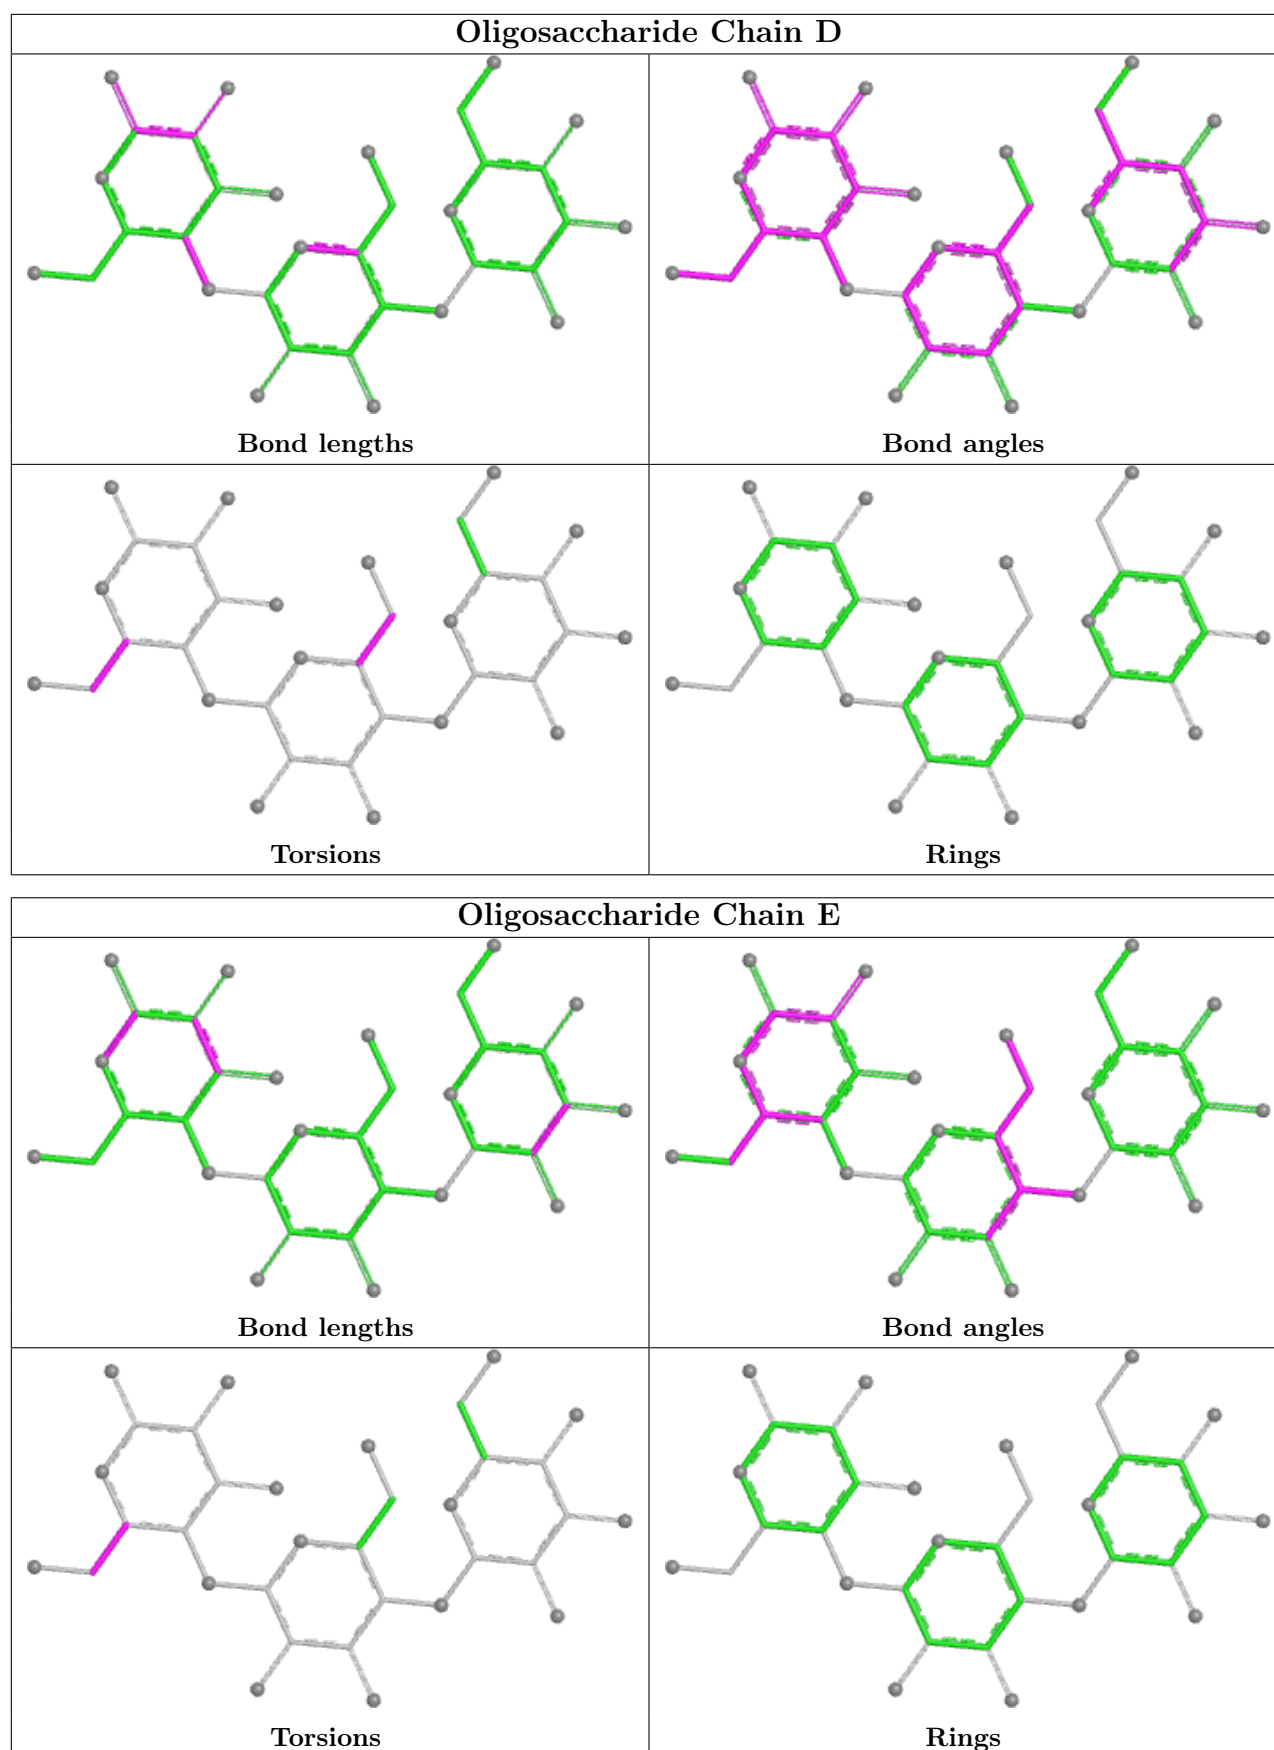 Oligosaccharide Chain D
Bond lengths
Bond angles
Torsions
Rings
Oligosaccharide Chain E
Bond lengths
Bond angles
Torsions
Rings